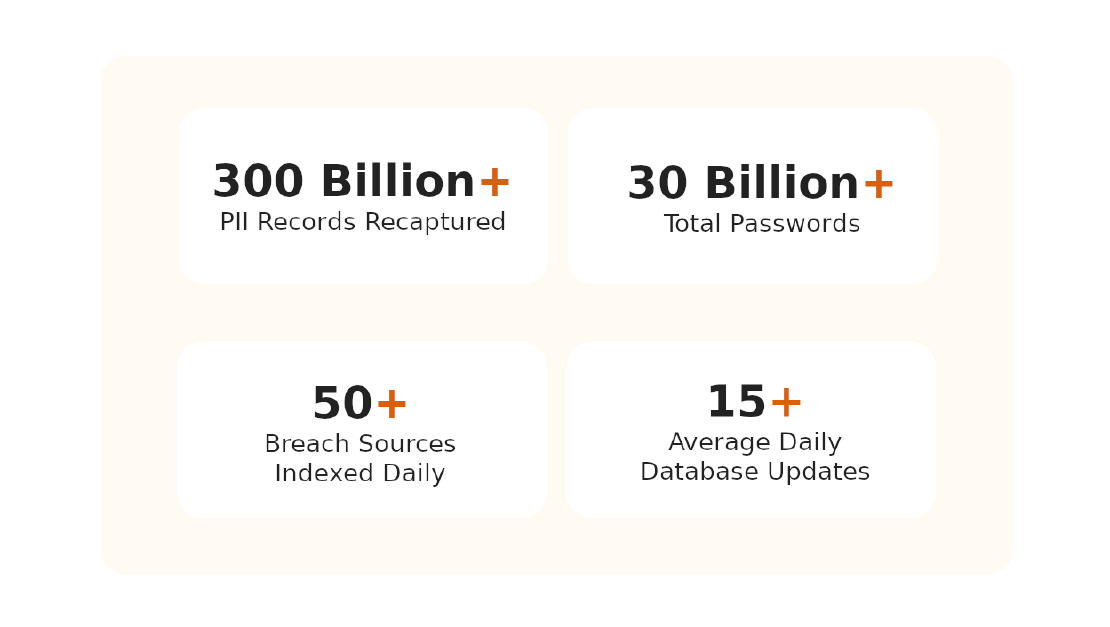 300 Billion+
PII Records Recaptured
30 Billion+
Total Passwords
50+
Breach Sources
Indexed Daily
15+
Average Daily
Database Updates